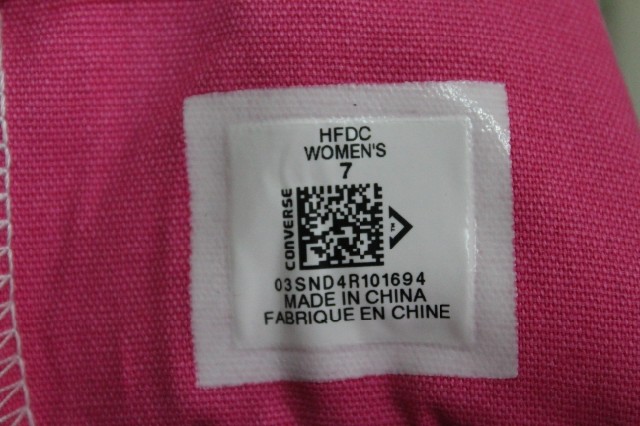 HFDC
WOMEN'S
7
CONVERSE
03SND4R101694
MADE IN CHINA
FABRIQUE EN CHINE